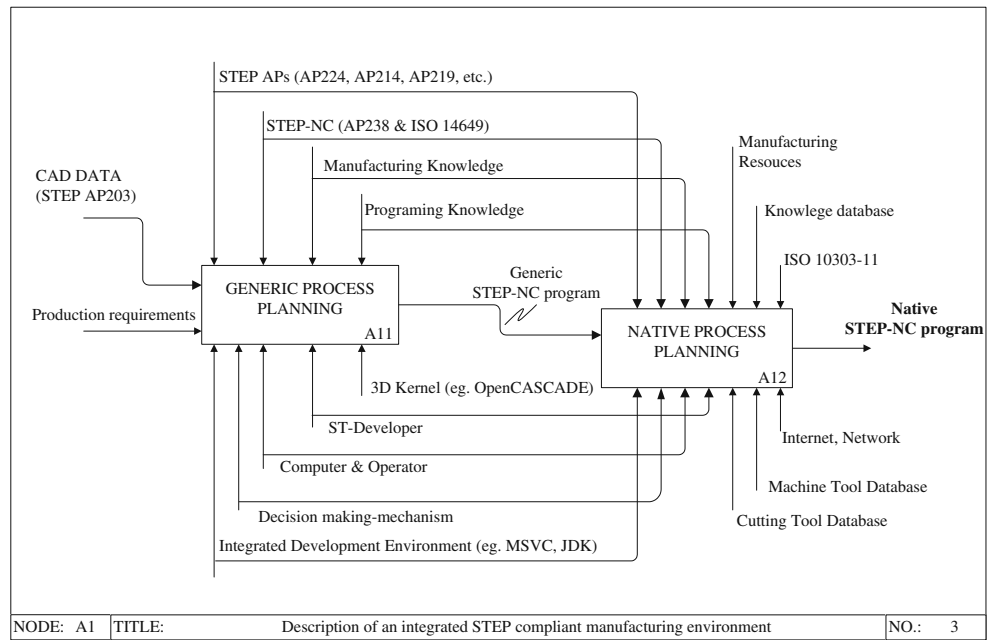 STEP APs (AP224, AP214, AP219, etc.)
STEP-NC (AP238 & ISO 14649)
Manufacturing Knowledge
Programing Knowledge
Manufacturing
Resouces
Knowlege database
ISO 10303-11
CAD DATA
(STEP AP203)
Production requirements
GENERIC PROCESS
PLANNING
A11
Generic
STEP-NC program
NATIVE PROCESS
PLANNING
A12
Native
STEP-NC program
3D Kernel (eg. OpenCASCADE)
ST-Developer
Computer & Operator
Decision making-mechanism
Integrated Development Environment (eg. MSVC, JDK)
Internet, Network
Machine Tool Database
Cutting Tool Database
NODE: A1 TITLE: Description of an integrated STEP compliant manufacturing environment NO.: 3